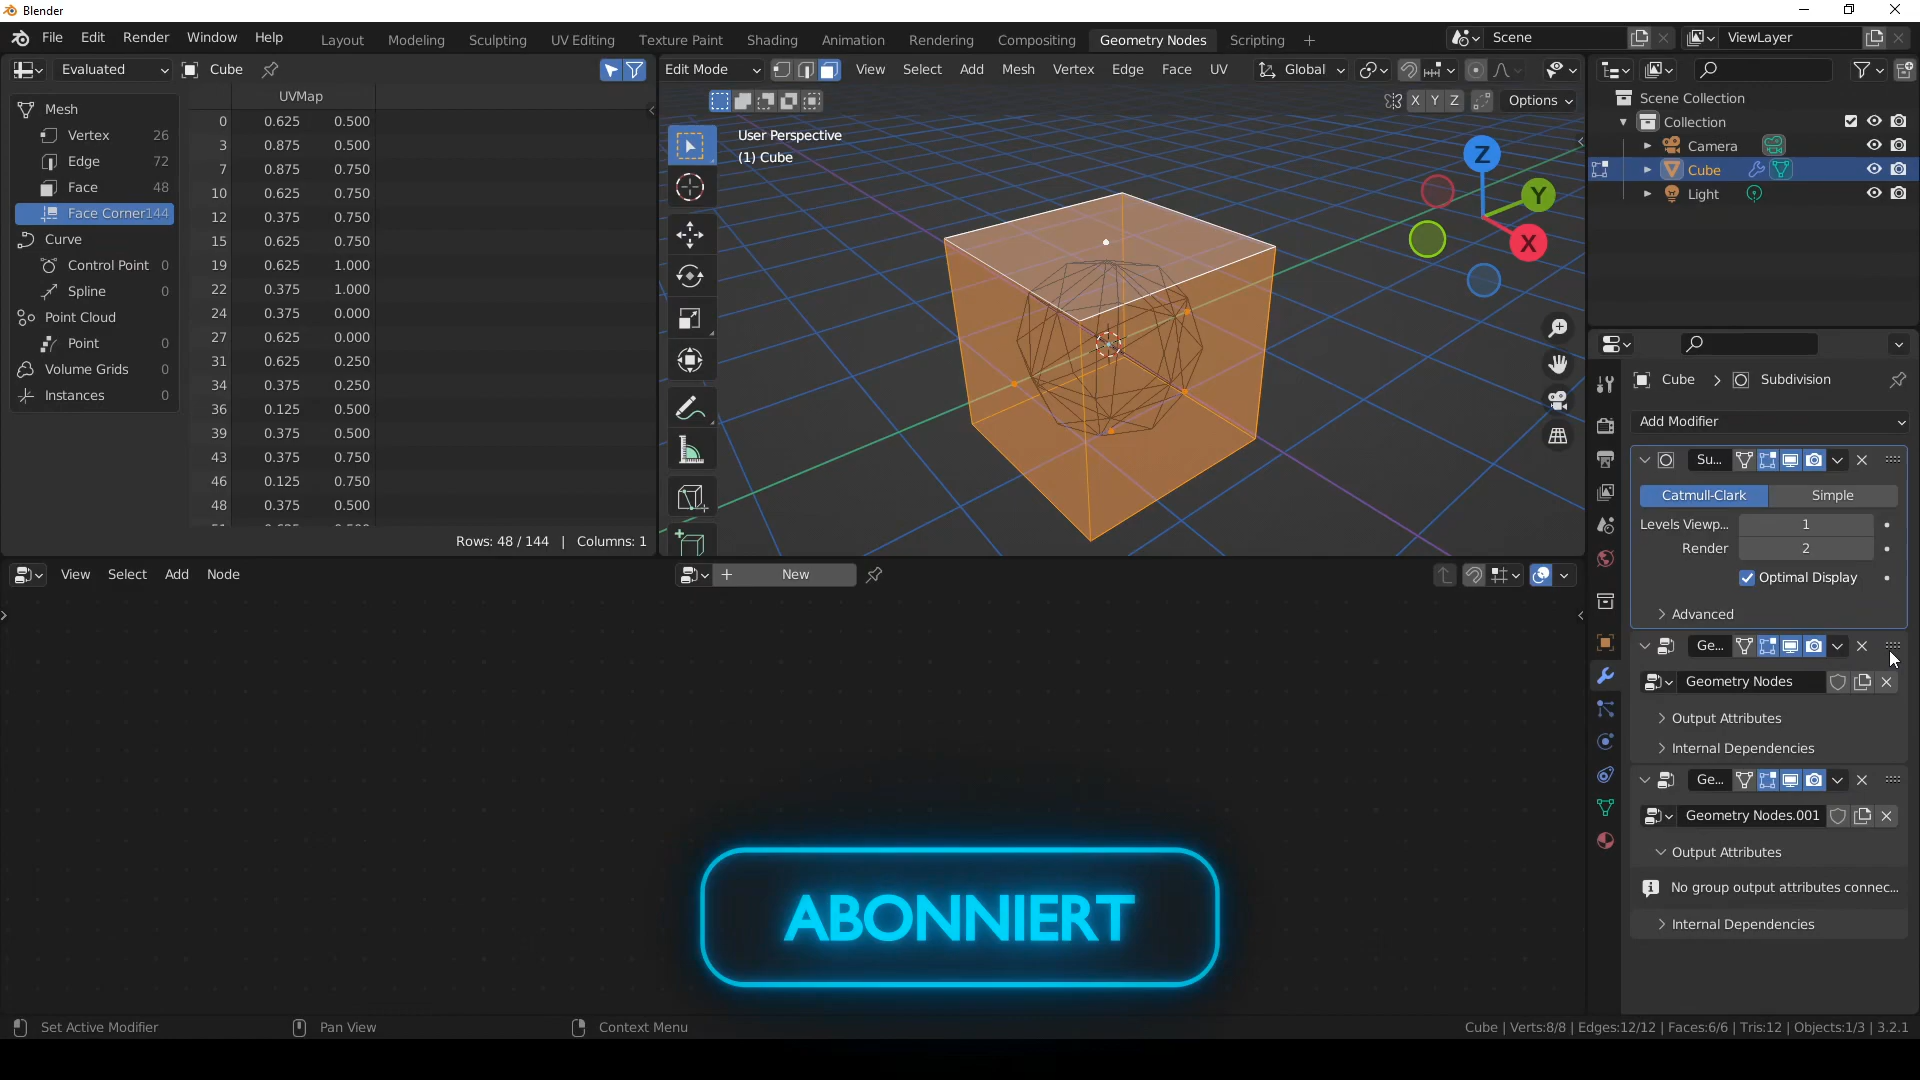 Blender
File Edit Render Window Help
Layout Modeling Sculpting UV Editing Texture Paint Shading Animation Rendering Compositing Geometry Nodes Scripting +
Scene
ViewLayer
Evaluated
Cube
Mesh
Vertex 26
Edge 72
Face 48
Face Corner144
Curve
Control Point 0
Spline 0
Point Cloud
Point 0
Volume Grids 0
Instances 0
UVMap
0 0.625 0.500
3 0.875 0.500
7 0.875 0.750
10 0.625 0.750
12 0.375 0.750
15 0.625 0.750
19 0.625 1.000
22 0.375 1.000
24 0.375 0.000
27 0.625 0.000
31 0.625 0.250
34 0.375 0.250
36 0.125 0.500
39 0.375 0.500
43 0.375 0.750
46 0.125 0.750
48 0.375 0.500
Rows: 48 / 144 | Columns: 1
Edit Mode View Select Add Mesh Vertex Edge Face UV Global
X Y Z Options
User Perspective
(1) Cube
Z
Y
X
Scene Collection
Collection
Camera
Cube
Light
Cube > Subdivision
Add Modifier
Su...
Catmull-Clark Simple
Levels Viewp... 1
Render 2
Optimal Display
Advanced
Ge...
Geometry Nodes
Output Attributes
Internal Dependencies
Ge...
Geometry Nodes.001
Output Attributes
No group output attributes connec...
Internal Dependencies
View Select Add Node
+ New
ABONNIERT
Set Active Modifier
Pan View
Context Menu
Cube | Verts:8/8 | Edges:12/12 | Faces:6/6 | Tris:12 | Objects:1/3 | 3.2.1